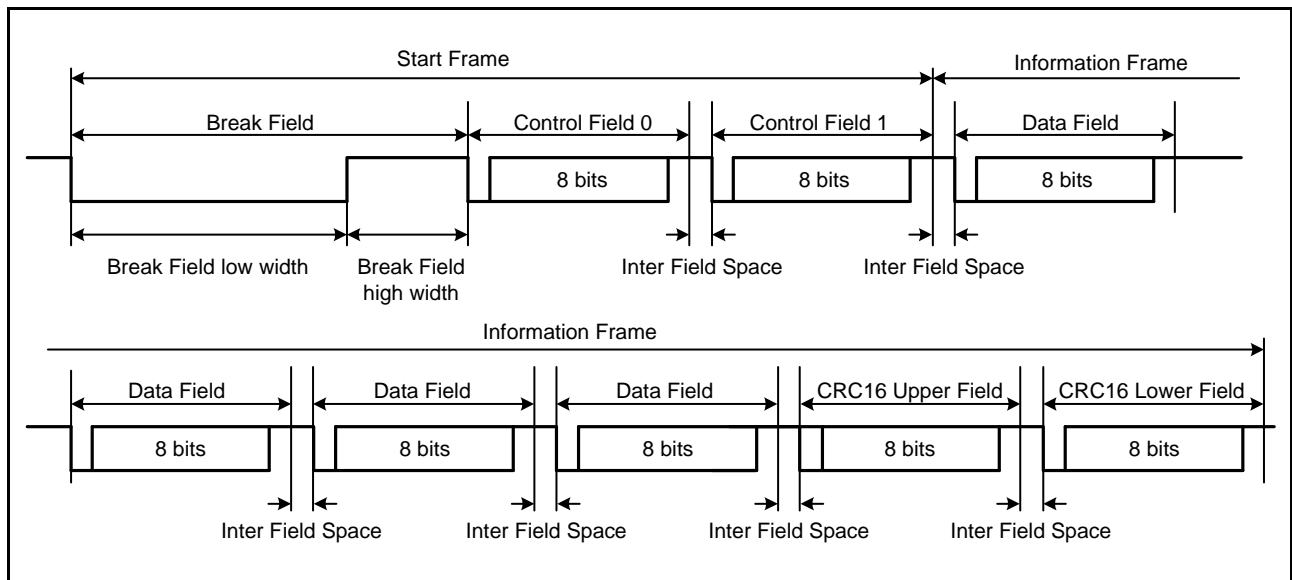 Start Frame
Information Frame
Break Field
Control Field 0
Control Field 1
Data Field
8 bits
8 bits
8 bits
Break Field low width
Break Field
high width
Inter Field Space
Inter Field Space
Information Frame
Data Field
Data Field
Data Field
CRC16 Upper Field
CRC16 Lower Field
8 bits
8 bits
8 bits
8 bits
8 bits
Inter Field Space
Inter Field Space
Inter Field Space
Inter Field Space